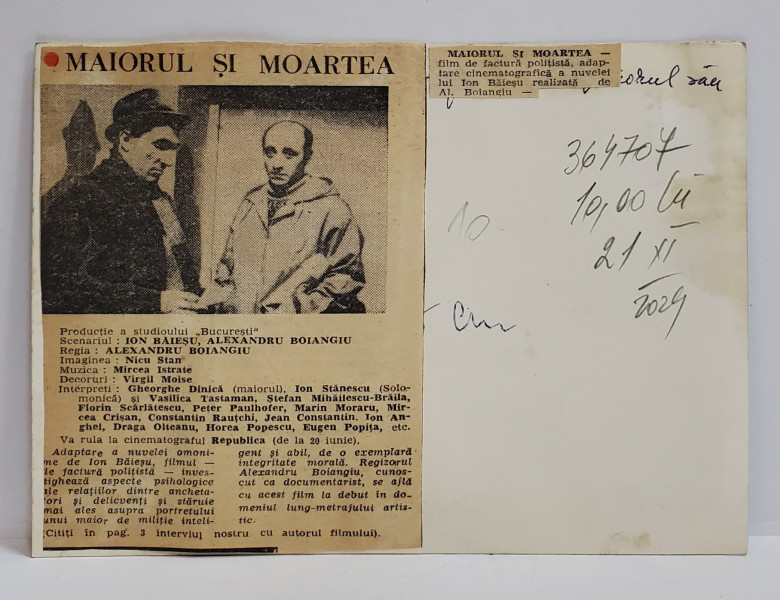 MAIORUL ȘI MOARTEA
Producție a studioului „București"
Scenariul : ION BĂIEȘU, ALEXANDRU BOIANGIU
Regia : ALEXANDRU BOIANGIU
Imaginea : Nicu Stan
Muzica : Mircea Istrate
Decoruri : Virgil Moise
Interpreți : Gheorghe Dinică (maiorul), Ion Stănescu (Solo-
monică) și Vasilica Tastaman, Ștefan Mihăilescu-Brăila,
Florin Scărlătescu, Peter Paulhofer, Marin Moraru, Mir-
cea Crișan, Constantin Rauțchi, Jean Constantin, Ion An-
ghel, Draga Olteanu, Horea Popescu, Eugen Popița, etc.
Va rula la cinematograful Republica (de la 20 iunie).
Adaptare a nuvelei omoni-
me de Ion Băieșu, filmul —
de factură polițistă — inves-
tighează aspecte psihologice
ale relațiilor dintre ancheta-
tori și delicvenți și stăruie
mai ales asupra portretului
unui maior de miliție inteli-
gent și abil, de o exemplară
integritate morală. Regizorul
Alexandru Boiangiu, cunos-
cut ca documentarist, se află
cu acest film la debut în do-
meniul lung-metrajului artis-
tic.
(Citiți în pag. 3 interviul nostru cu autorul filmului).
MAIORUL ȘI MOARTEA —
film de factură polițistă, adap-
tare cinematografică a nuvelei
lui Ion Băieșu realizată de
Al. Boiangiu —
364707
10,00 lei
10
21 XI
2024